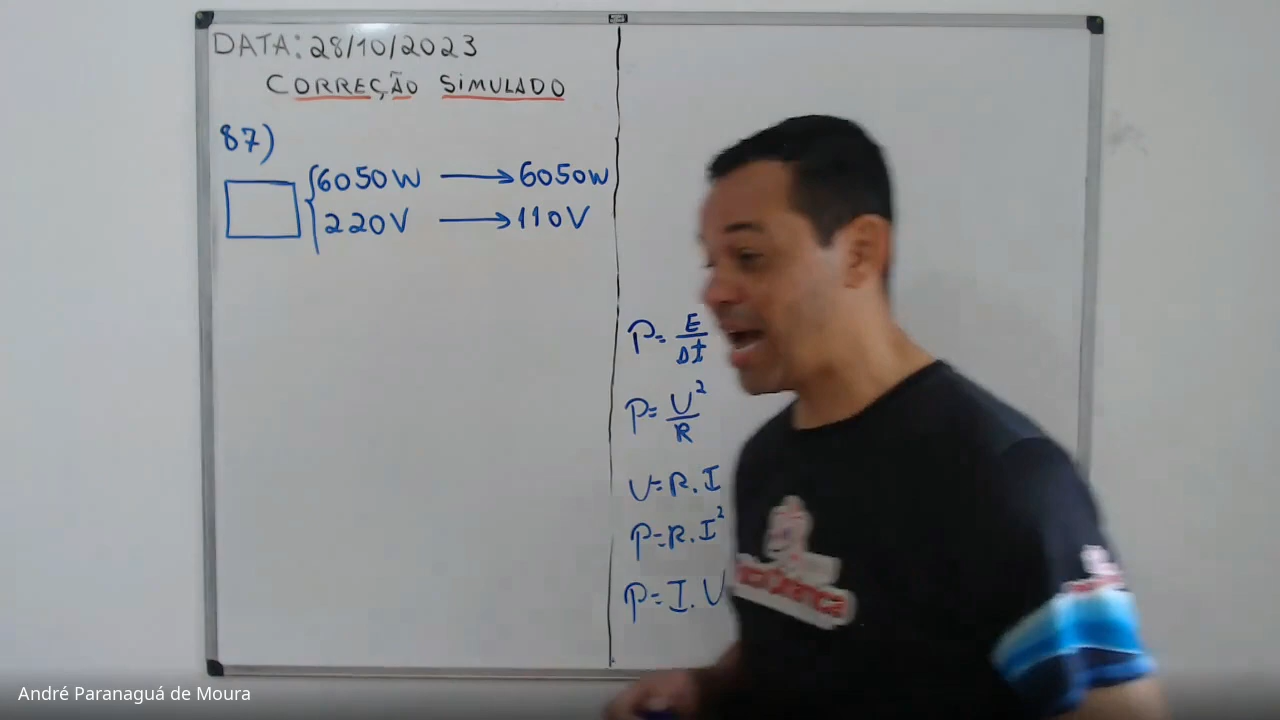 DATA: 28/10/2023
CORREÇÃO SIMULADO
87)
6050W → 6050W
220V → 110V
P = E/Δt
P = U²/R
U = R.I
P = R.I²
P = I.U
André Paranaguá de Moura